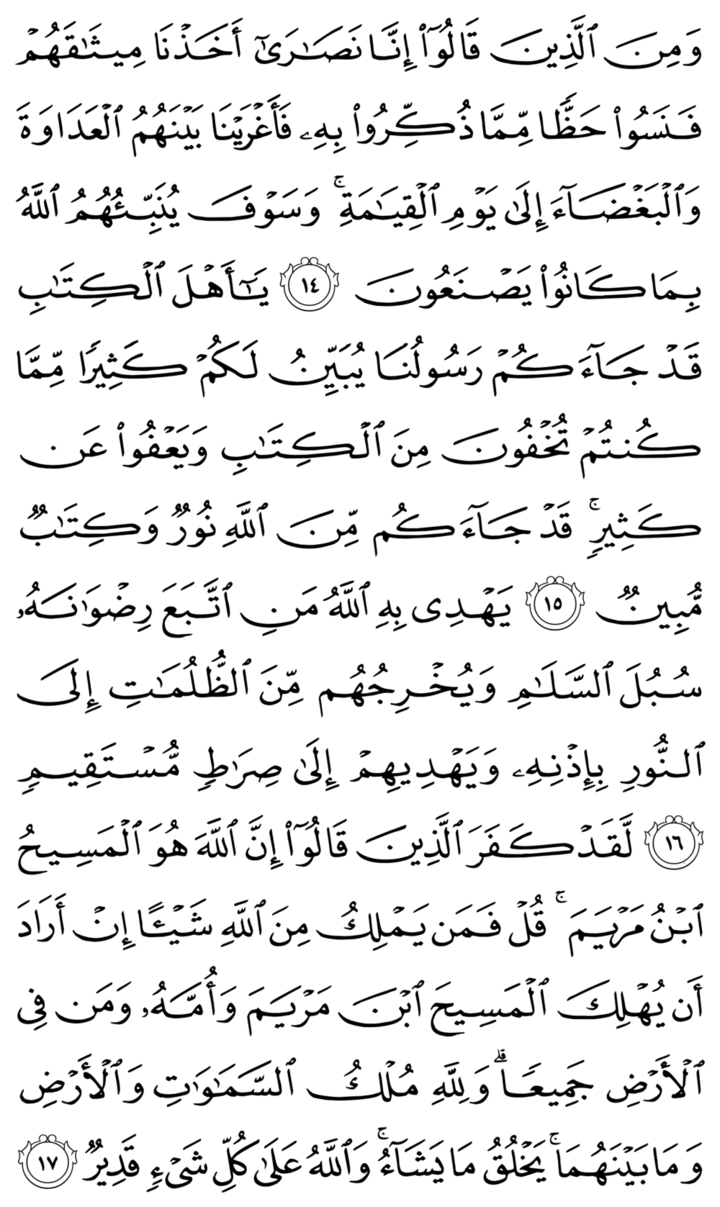 وَمِنَ ٱلَّذِينَ قَالُوٓا۟ إِنَّا نَصَـٰرَىٰٓ أَخَذْنَا مِيثَـٰقَهُمْ
فَنَسُوا۟ حَظًّا مِّمَّا ذُكِّرُوا۟ بِهِۦ فَأَغْرَيْنَا بَيْنَهُمُ ٱلْعَدَاوَةَ
وَٱلْبَغْضَآءَ إِلَىٰ يَوْمِ ٱلْقِيَـٰمَةِ ۚ وَسَوْفَ يُنَبِّئُهُمُ ٱللَّهُ
بِمَا كَانُوا۟ يَصْنَعُونَ ١٤ يَـٰٓأَهْلَ ٱلْكِتَـٰبِ
قَدْ جَآءَكُمْ رَسُولُنَا يُبَيِّنُ لَكُمْ كَثِيرًا مِّمَّا
كُنتُمْ تُخْفُونَ مِنَ ٱلْكِتَـٰبِ وَيَعْفُوا۟ عَن
كَثِيرٍ ۚ قَدْ جَآءَكُم مِّنَ ٱللَّهِ نُورٌ وَكِتَـٰبٌ
مُّبِينٌ ١٥ يَهْدِى بِهِ ٱللَّهُ مَنِ ٱتَّبَعَ رِضْوَٰنَهُۥ
سُبُلَ ٱلسَّلَـٰمِ وَيُخْرِجُهُم مِّنَ ٱلظُّلُمَـٰتِ إِلَى
ٱلنُّورِ بِإِذْنِهِۦ وَيَهْدِيهِمْ إِلَىٰ صِرَٰطٍ مُّسْتَقِيمٍ
١٦ لَّقَدْ كَفَرَ ٱلَّذِينَ قَالُوٓا۟ إِنَّ ٱللَّهَ هُوَ ٱلْمَسِيحُ
ٱبْنُ مَرْيَمَ ۚ قُلْ فَمَن يَمْلِكُ مِنَ ٱللَّهِ شَيْـًٔا إِنْ أَرَادَ
أَن يُهْلِكَ ٱلْمَسِيحَ ٱبْنَ مَرْيَمَ وَأُمَّهُۥ وَمَن فِى
ٱلْأَرْضِ جَمِيعًا ۗ وَلِلَّهِ مُلْكُ ٱلسَّمَـٰوَٰتِ وَٱلْأَرْضِ
وَمَا بَيْنَهُمَا ۚ يَخْلُقُ مَا يَشَآءُ ۚ وَٱللَّهُ عَلَىٰ كُلِّ شَىْءٍ قَدِيرٌ ١٧